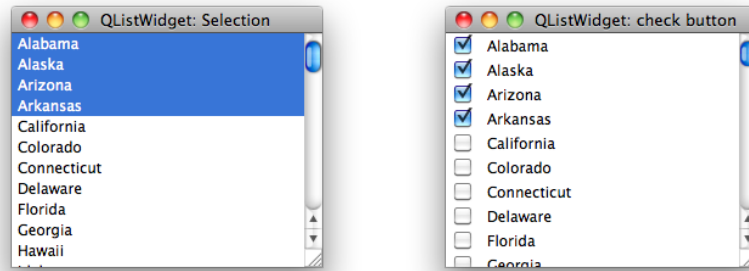 QListWidget: Selection
Alabama
Alaska
Arizona
Arkansas
California
Colorado
Connecticut
Delaware
Florida
Georgia
Hawaii
QListWidget: check button
Alabama
Alaska
Arizona
Arkansas
California
Colorado
Connecticut
Delaware
Florida
Georgia